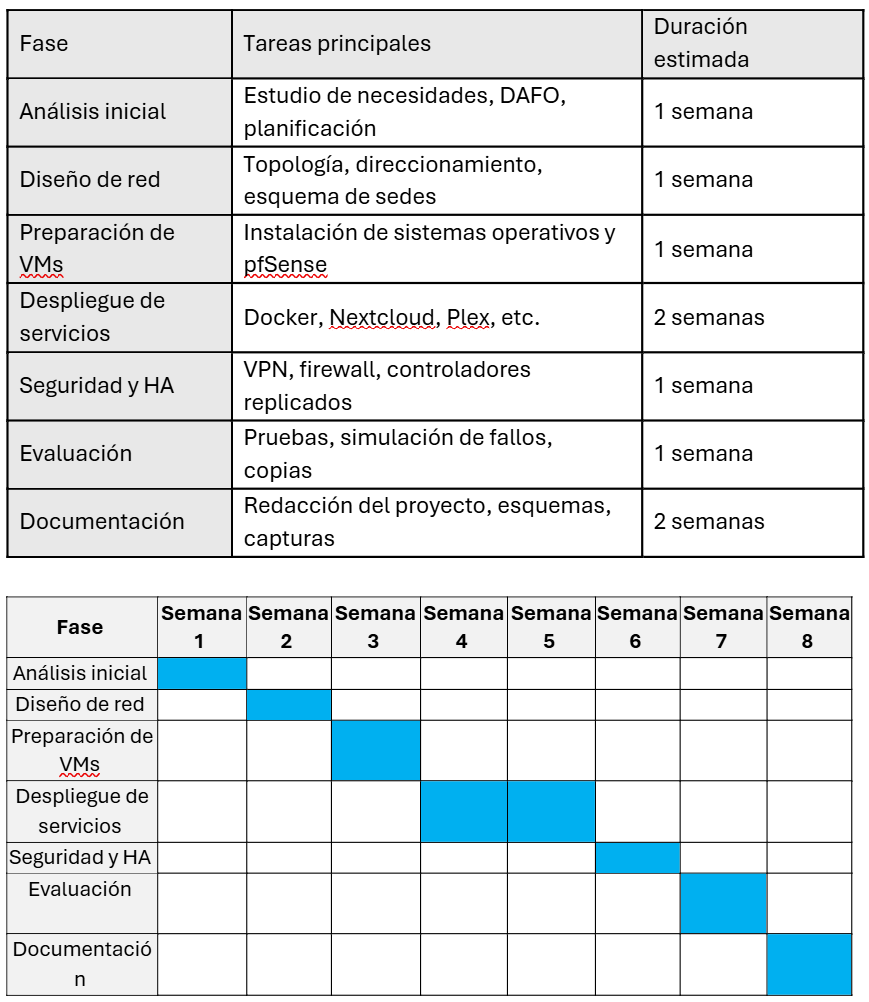 Fase Tareas principales Duración
estimada
Análisis inicial Estudio de necesidades, DAFO,
planificación 1 semana
Diseño de red Topología, direccionamiento,
esquema de sedes 1 semana
Preparación de
VMs Instalación de sistemas operativos y
pfSense 1 semana
Despliegue de
servicios Docker, Nextcloud, Plex, etc. 2 semanas
Seguridad y HA VPN, firewall, controladores
replicados 1 semana
Evaluación Pruebas, simulación de fallos,
copias 1 semana
Documentación Redacción del proyecto, esquemas,
capturas 2 semanas
Fase Semana Semana Semana Semana Semana Semana Semana Semana
1 2 3 4 5 6 7 8
Análisis inicial
Diseño de red
Preparación de
VMs
Despliegue de
servicios
Seguridad y HA
Evaluación
Documentació
n